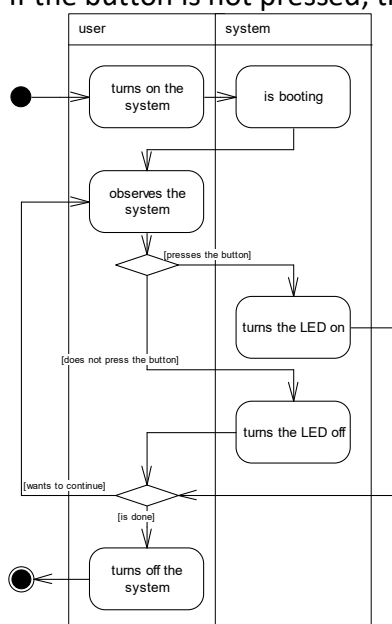 If the button is not pressed, th
user
system
turns on the
system
is booting
observes the
system
[presses the button]
turns the LED on
[does not press the button]
turns the LED off
[wants to continue]
[is done]
turns off the
system